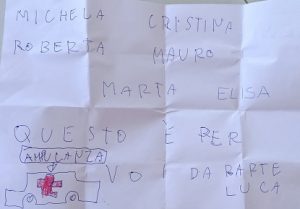 MICHELA CRISTINA
ROBERTA MAURO
MARTA ELISA
QUESTO È PER
AMBULANZA
VOI DA PARTE
LUCA